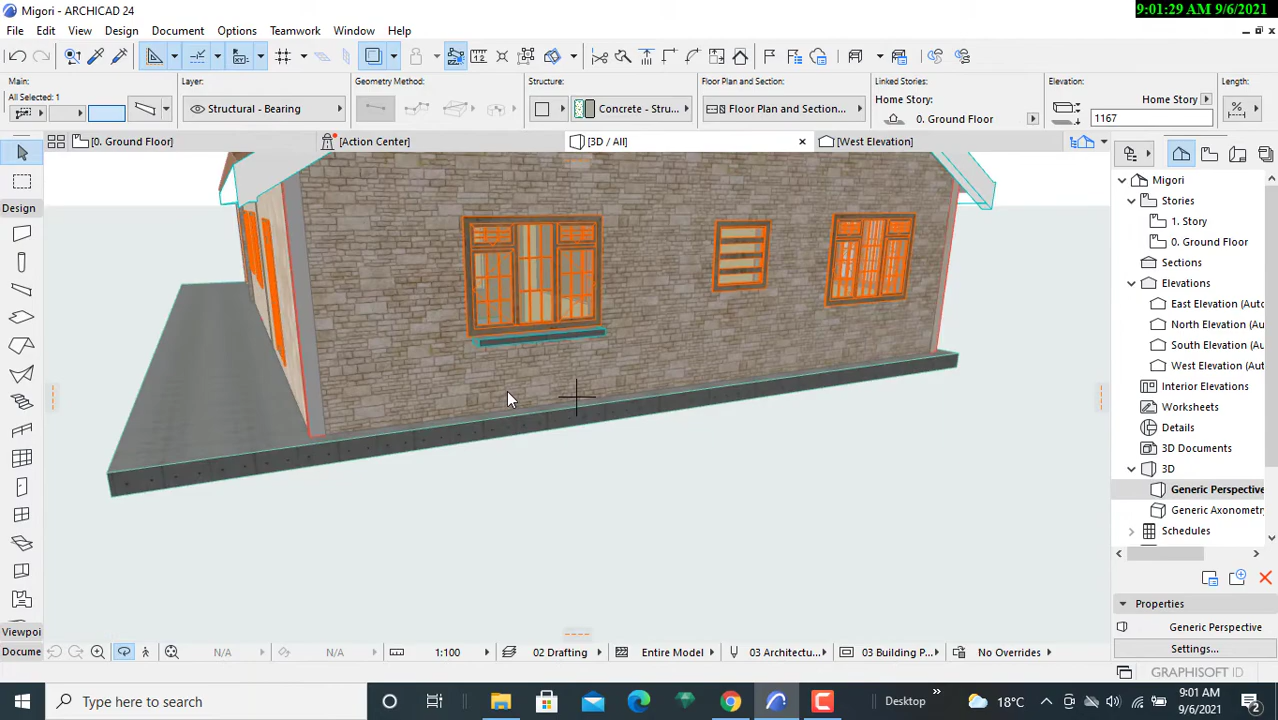 Migori - ARCHICAD 24
9:01:29 AM 9/6/2021
File Edit View Design Document Options Teamwork Window Help
Main:
All Selected: 1
Layer:
Structural - Bearing
Geometry Method:
Structure:
Concrete - Stru...
Floor Plan and Section:
Floor Plan and Section...
Linked Stories:
Home Story:
0. Ground Floor
Elevation:
Home Story
1167
Length:
[0. Ground Floor]
[Action Center]
[3D / All]
[West Elevation]
Design
Viewpoi
Docume
Migori
Stories
1. Story
0. Ground Floor
Sections
Elevations
East Elevation (Aut
North Elevation (Au
South Elevation (Au
West Elevation (Aut
Interior Elevations
Worksheets
Details
3D Documents
3D
Generic Perspective
Generic Axonometr
Schedules
Properties
Generic Perspective
Settings...
N/A
N/A
1:100
02 Drafting
Entire Model
03 Architectu...
03 Building P...
No Overrides
GRAPHISOFT ID
Type here to search
Desktop
18°C
9:01 AM
9/6/2021
2